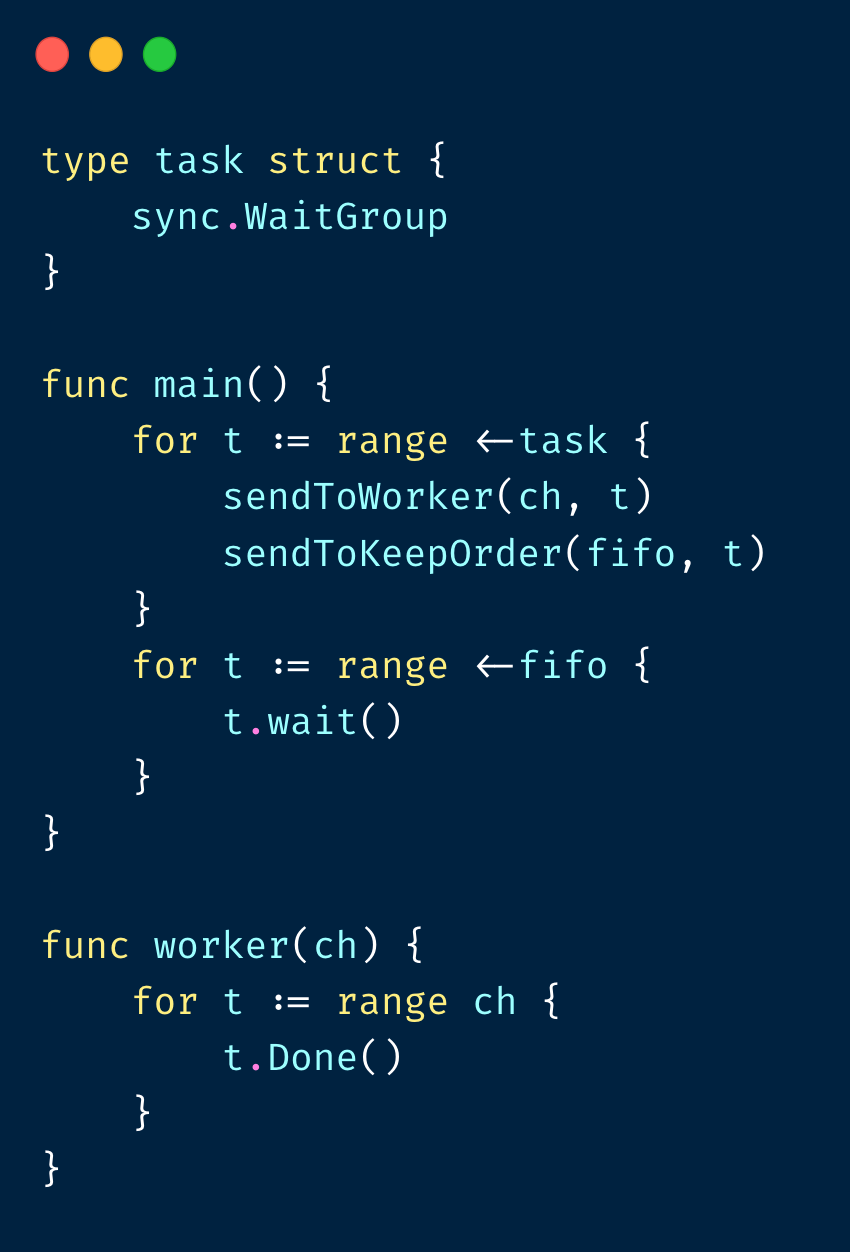 type task struct {
    sync.WaitGroup
}

func main() {
    for t := range <-task {
        sendToWorker(ch, t)
        sendToKeepOrder(fifo, t)
    }
    for t := range <-fifo {
        t.wait()
    }
}

func worker(ch) {
    for t := range ch {
        t.Done()
    }
}